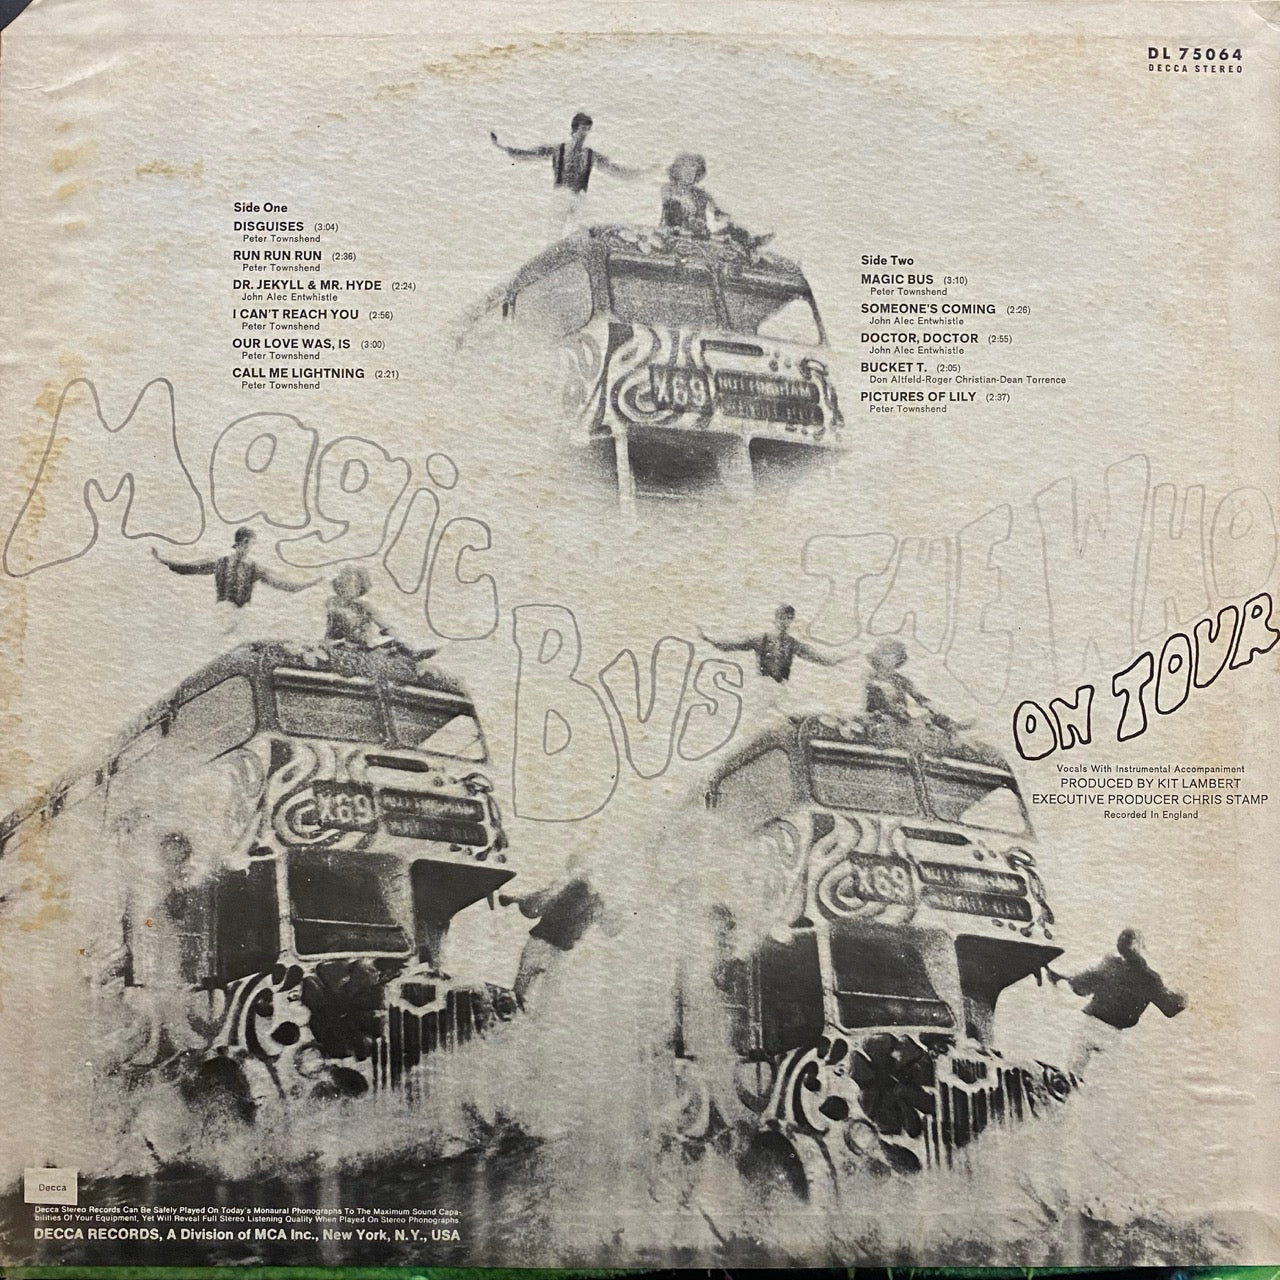 DL 75064
DECCA STEREO
Side One
DISGUISES (3:04)
Peter Townshend
RUN RUN RUN (2:36)
Peter Townshend
DR. JEKYLL & MR. HYDE (2:24)
John Alec Entwhistle
I CAN'T REACH YOU (2:56)
Peter Townshend
OUR LOVE WAS, IS (3:00)
Peter Townshend
CALL ME LIGHTNING (2:21)
Peter Townshend
Side Two
MAGIC BUS (3:10)
Peter Townshend
SOMEONE'S COMING (2:26)
John Alec Entwhistle
DOCTOR, DOCTOR (2:55)
John Alec Entwhistle
BUCKET T. (2:05)
Don Altfeld-Roger Christian-Dean Torrence
PICTURES OF LILY (2:37)
Peter Townshend
X69 NOTTINGHAM
Magic
Bus
THE WHO
ON TOUR
X69
X69
Vocals With Instrumental Accompaniment
PRODUCED BY KIT LAMBERT
EXECUTIVE PRODUCER CHRIS STAMP
Recorded In England
Decca
Decca Stereo Records Can Be Safely Played On Today's Monaural Phonographs To The Maximum Sound Capa-
bilities Of Your Equipment, Yet Will Reveal Full Stereo Listening Quality When Played On Stereo Phonographs.
DECCA RECORDS, A Division of MCA Inc., New York, N.Y., USA